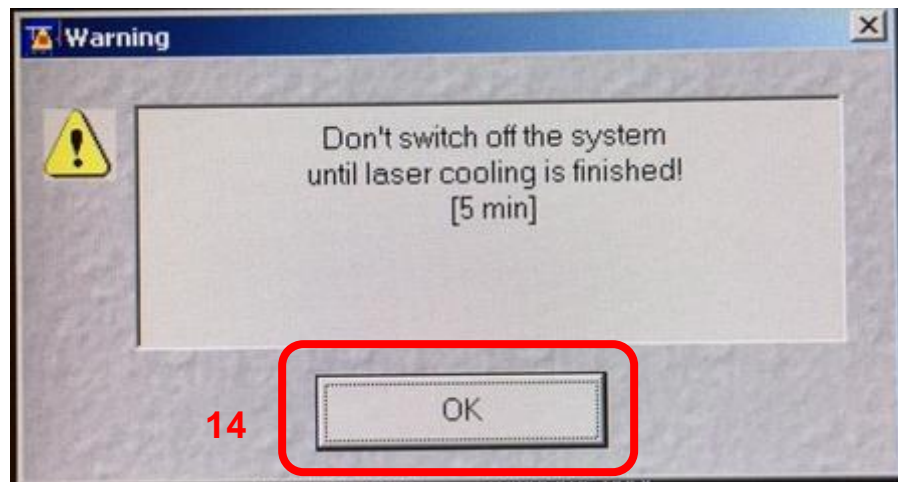 Warning
Don't switch off the system
until laser cooling is finished!
[5 min]
14 OK